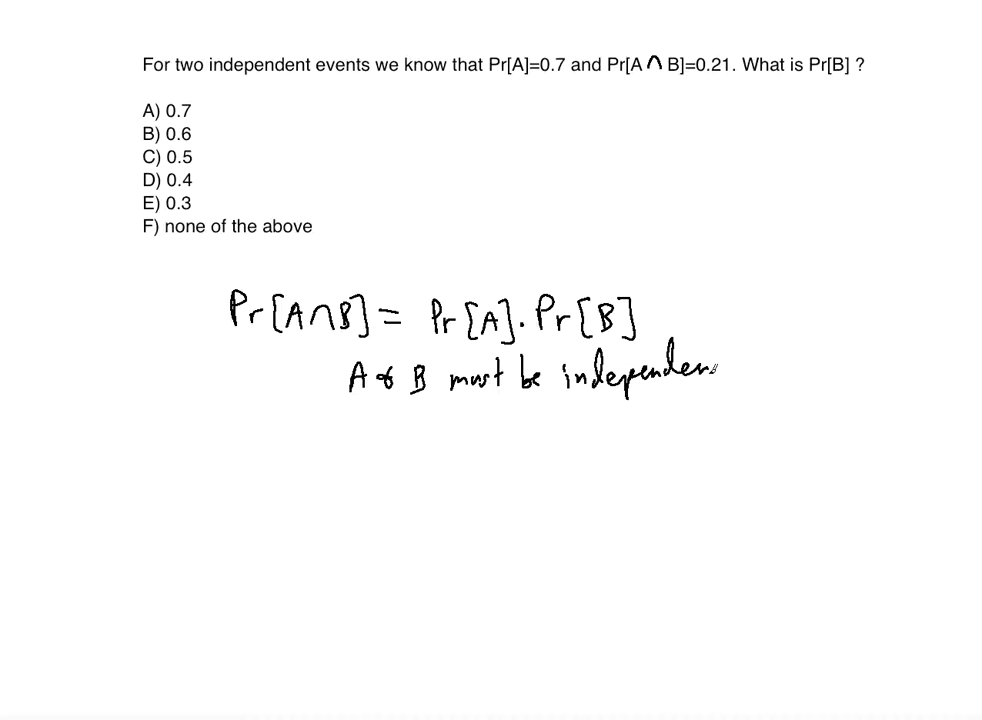 For two independent events we know that Pr[A]=0.7 and Pr[A ∩ B]=0.21. What is Pr[B] ?
A) 0.7
B) 0.6
C) 0.5
D) 0.4
E) 0.3
F) none of the above
Pr[A∩B] = Pr[A]. Pr[B]
A & B must be